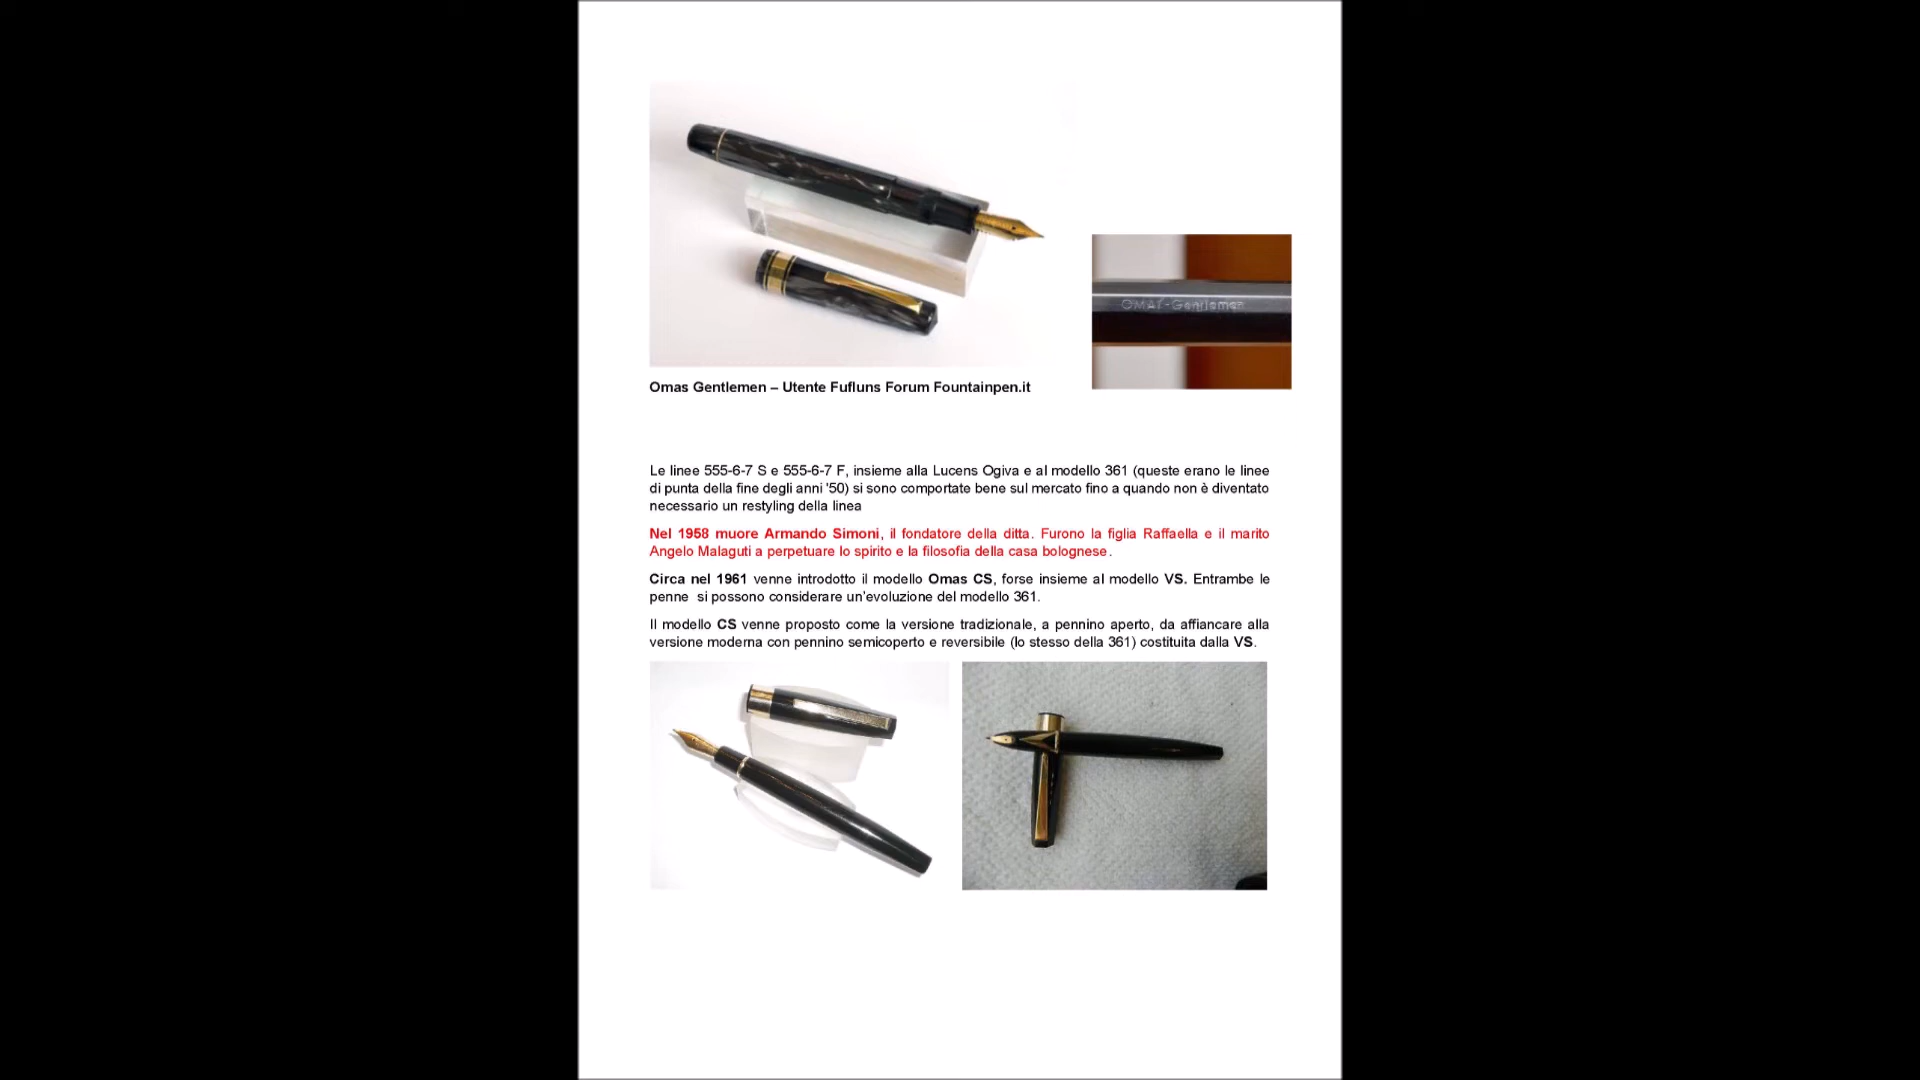 OMAS-Gentlemen
Omas Gentlemen – Utente Fufluns Forum Fountainpen.it
Le linee 555-6-7 S e 555-6-7 F, insieme alla Lucens Ogiva e al modello 361 (queste erano le linee
di punta della fine degli anni '50) si sono comportate bene sul mercato fino a quando non è diventato
necessario un restyling della linea
Nel 1958 muore Armando Simoni, il fondatore della ditta. Furono la figlia Raffaella e il marito
Angelo Malaguti a perpetuare lo spirito e la filosofia della casa bolognese.
Circa nel 1961 venne introdotto il modello Omas CS, forse insieme al modello VS. Entrambe le
penne si possono considerare un'evoluzione del modello 361.
Il modello CS venne proposto come la versione tradizionale, a pennino aperto, da affiancare alla
versione moderna con pennino semicoperto e reversibile (lo stesso della 361) costituita dalla VS.